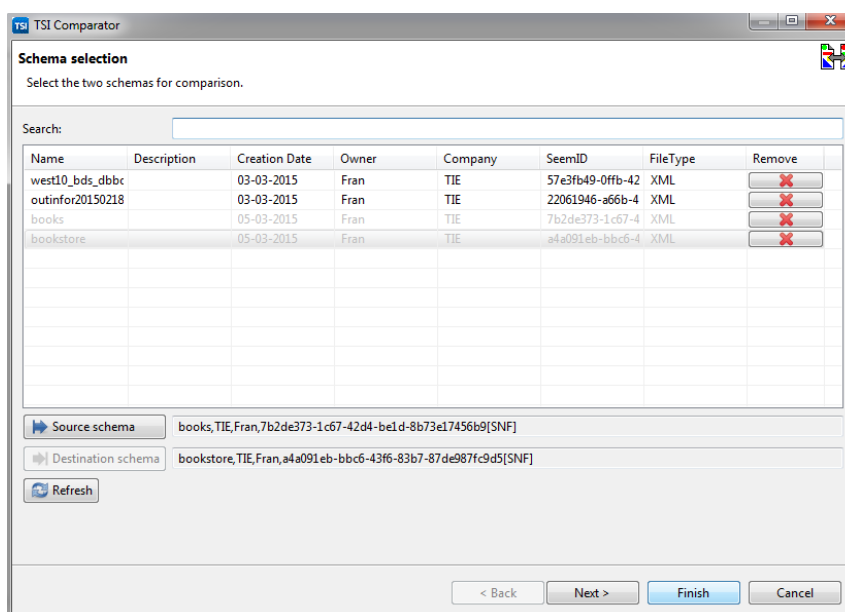 TSI TSI Comparator
Schema selection
Select the two schemas for comparison.
Search:
Name Description Creation Date Owner Company SeemID FileType Remove
west10_bds_dbbc 03-03-2015 Fran TIE 57e3fb49-0ffb-42 XML
outinfor20150218 03-03-2015 Fran TIE 22061946-a66b-4 XML
books 05-03-2015 Fran TIE 7b2de373-1c67-4 XML
bookstore 05-03-2015 Fran TIE a4a091eb-bbc6-4 XML
Source schema books,TIE,Fran,7b2de373-1c67-42d4-be1d-8b73e17456b9[SNF]
Destination schema bookstore,TIE,Fran,a4a091eb-bbc6-43f6-83b7-87de987fc9d5[SNF]
Refresh
< Back Next > Finish Cancel